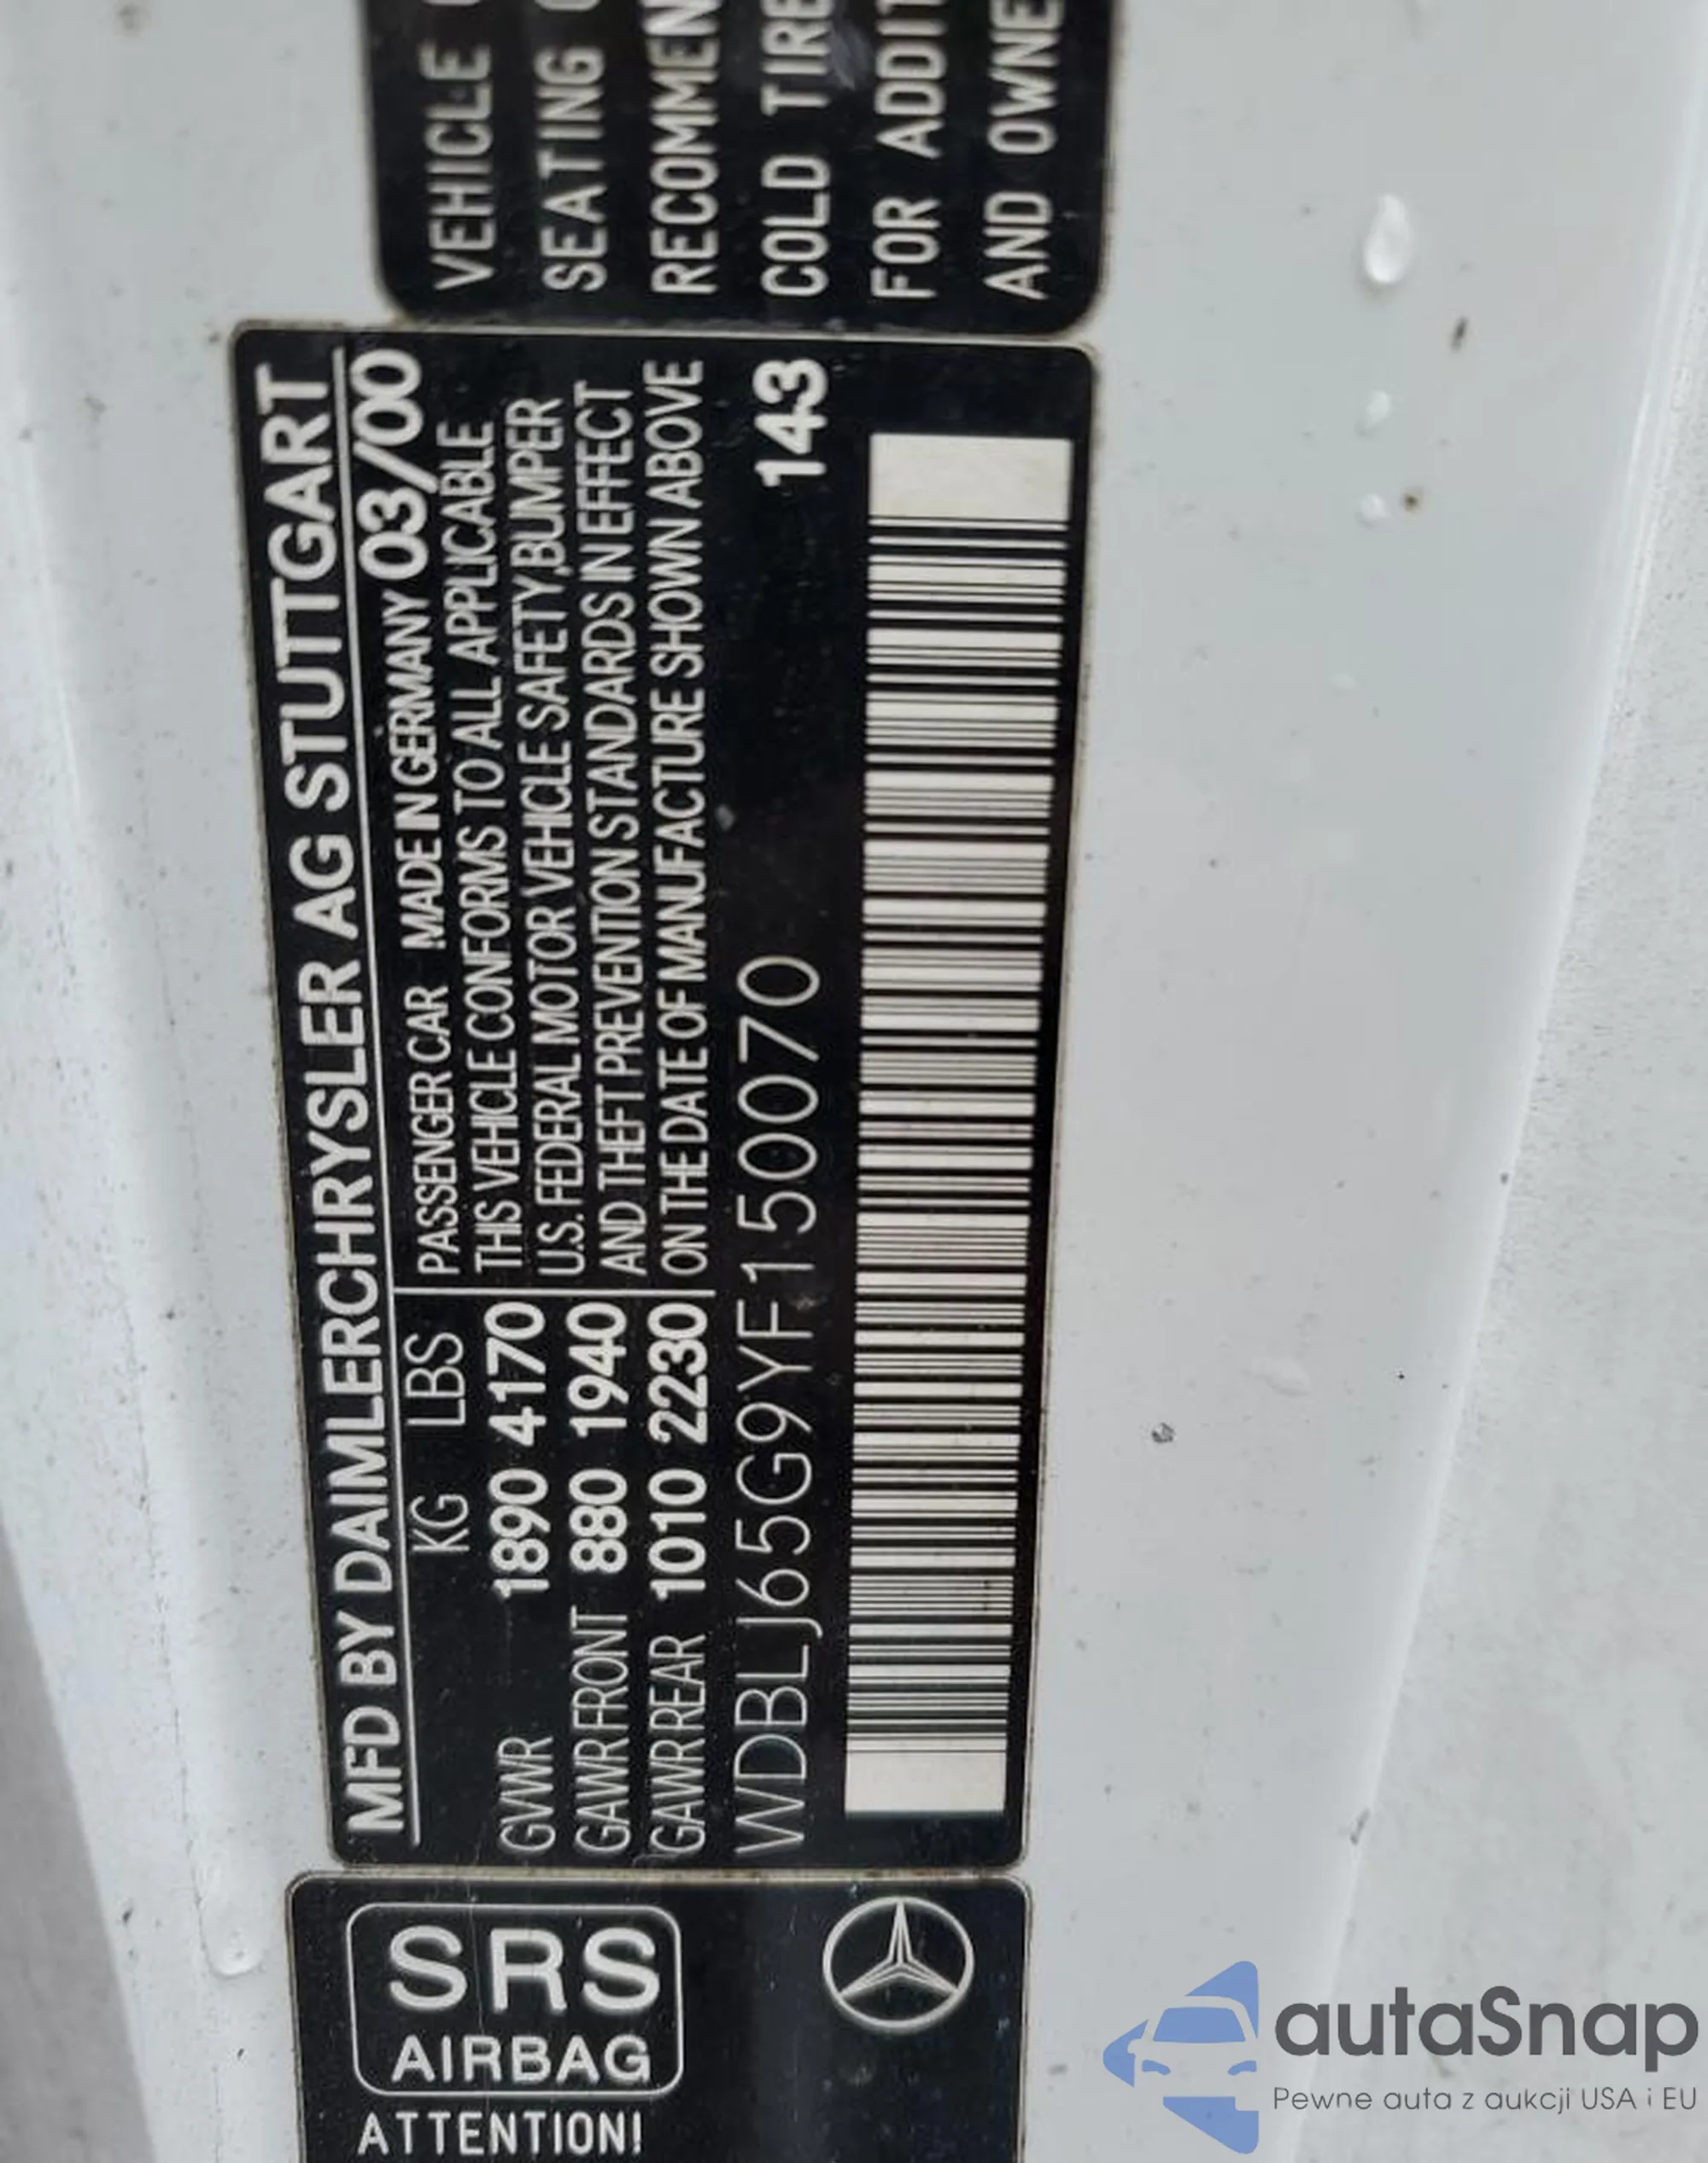 VEHICLE
SEATING
RECOMMEN
COLD TIRE
FOR ADDIT
AND OWNE
MFD BY DAIMLERCHRYSLER AG STUTTGART
KG LBS PASSENGER CAR MADE IN GERMANY 03/00
GVWR 1890 4170 THIS VEHICLE CONFORMS TO ALL APPLICABLE
GAWR FRONT 880 1940 U.S. FEDERAL MOTOR VEHICLE SAFETY,BUMPER
GAWR REAR 1010 2230 AND THEFT PREVENTION STANDARDS IN EFFECT
ON THE DATE OF MANUFACTURE SHOWN ABOVE
WDBLJ65G9YF150070 143
SRS
AIRBAG
ATTENTION!
autaSnap
Pewne auta z aukcji USA i EU